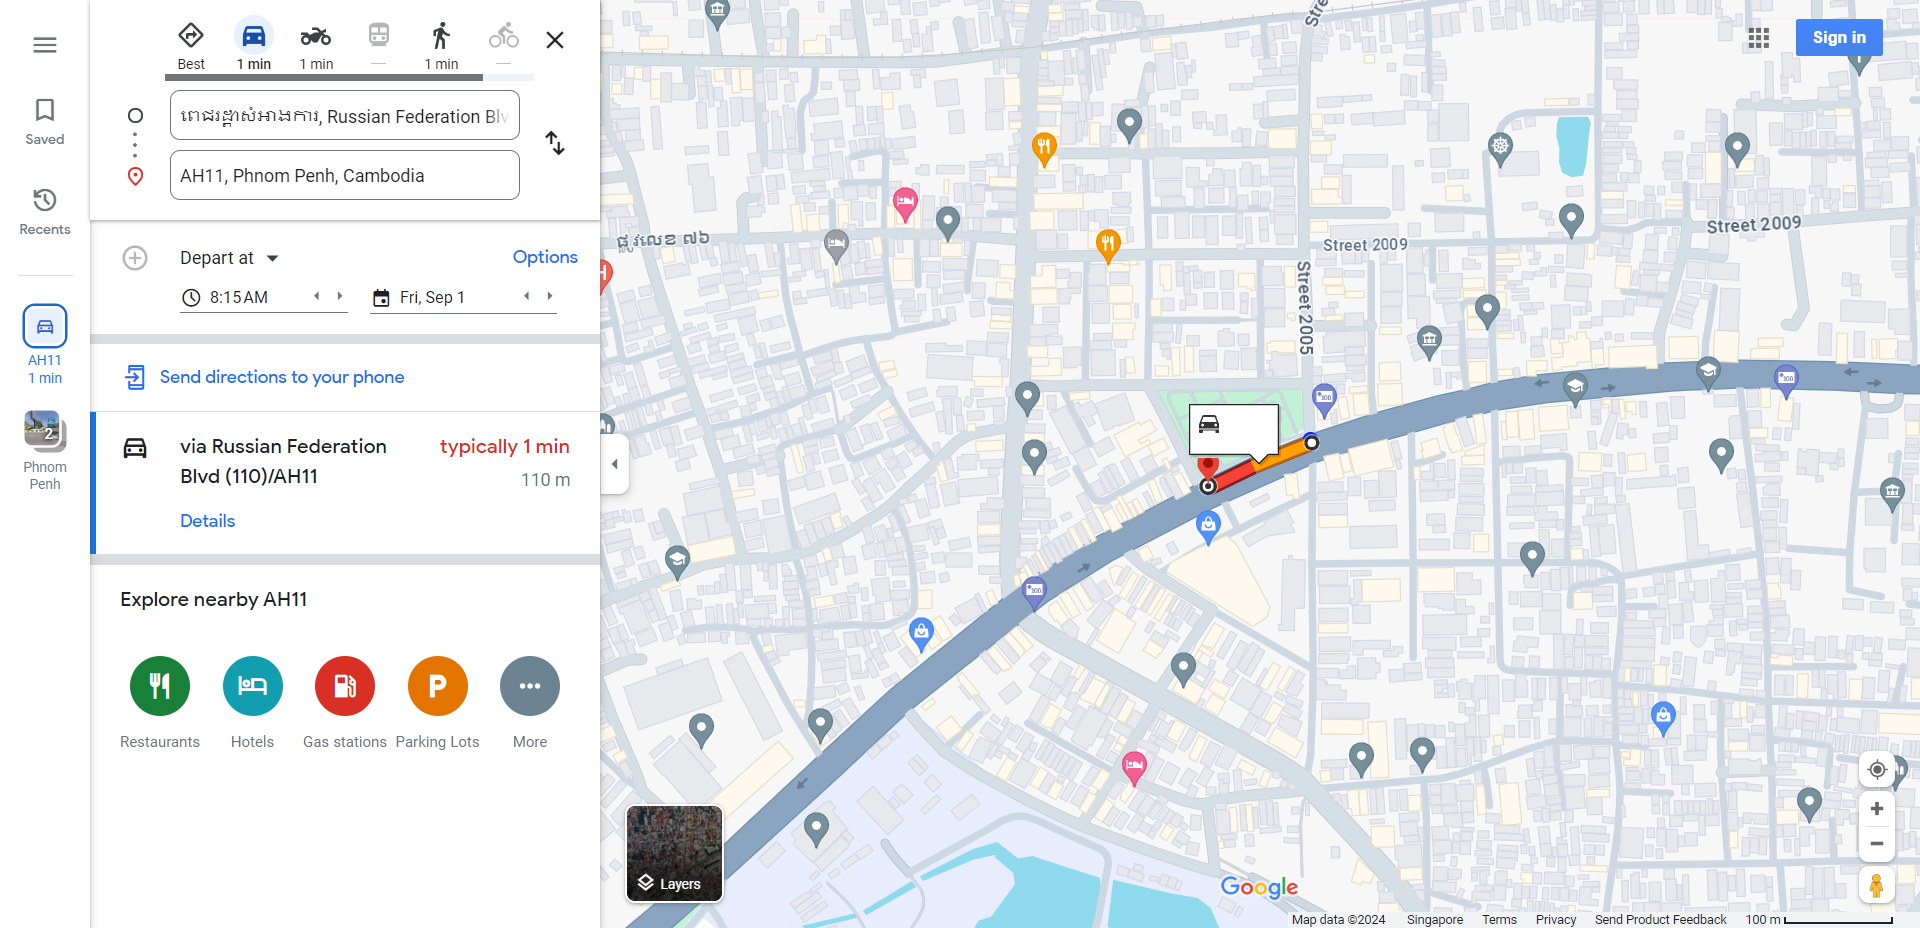 Best
1 min
1 min
—
1 min
—
ពេជរដ្ឋាសំអាងការ, Russian Federation Blv
AH11, Phnom Penh, Cambodia
Saved
Recents
AH11
1 min
2
Phnom
Penh
Depart at
Options
8:15 AM
Fri, Sep 1
Send directions to your phone
via Russian Federation
Blvd (110)/AH11
typically 1 min
110 m
Details
Explore nearby AH11
Restaurants
Hotels
Gas stations
P
Parking Lots
More
Sign in
Stre
ផ្លូវលេខ ៧៦
Street 2009
Street 2009
Street 2005
Layers
Google
Map data ©2024
Singapore
Terms
Privacy
Send Product Feedback
100 m